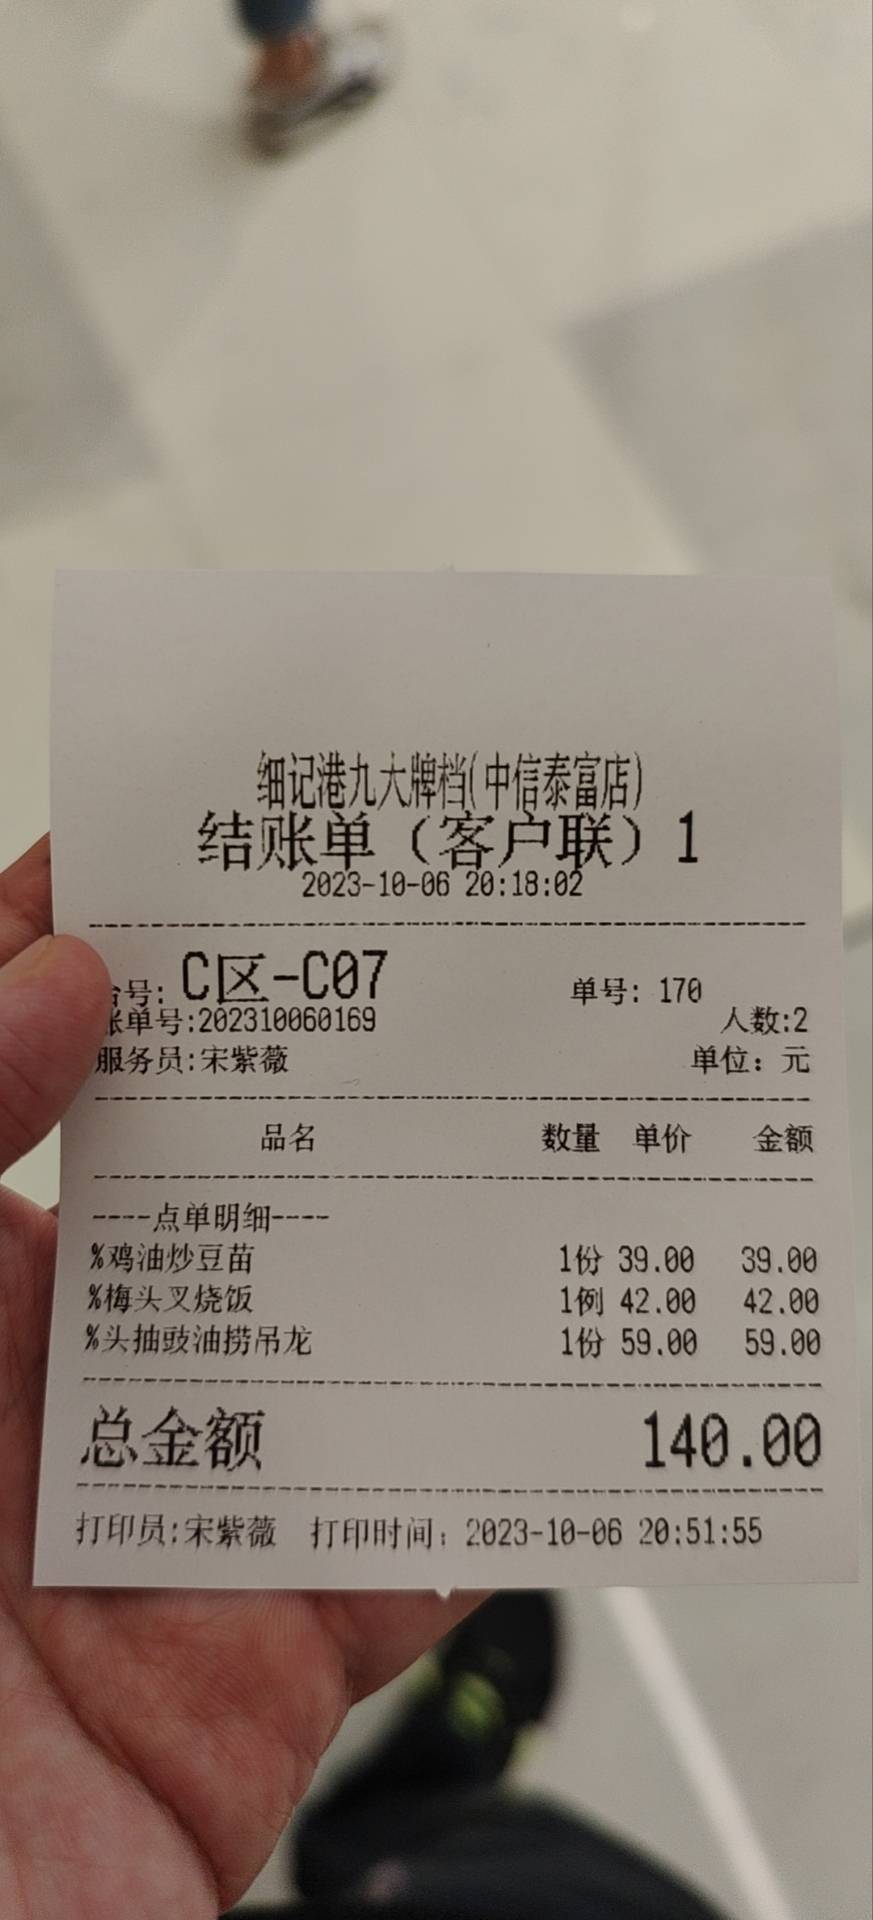 细记港九大牌档(中信泰富店)
结账单（客户联）1
2023-10-06 20:18:02
台号: C区-C07 单号: 170
账单号:202310060169 人数:2
服务员:宋紫薇 单位：元
品名 数量 单价 金额
----点单明细----
%鸡油炒豆苗 1份 39.00 39.00
%梅头叉烧饭 1例 42.00 42.00
%头抽豉油捞吊龙 1份 59.00 59.00
总金额 140.00
打印员:宋紫薇 打印时间：2023-10-06 20:51:55